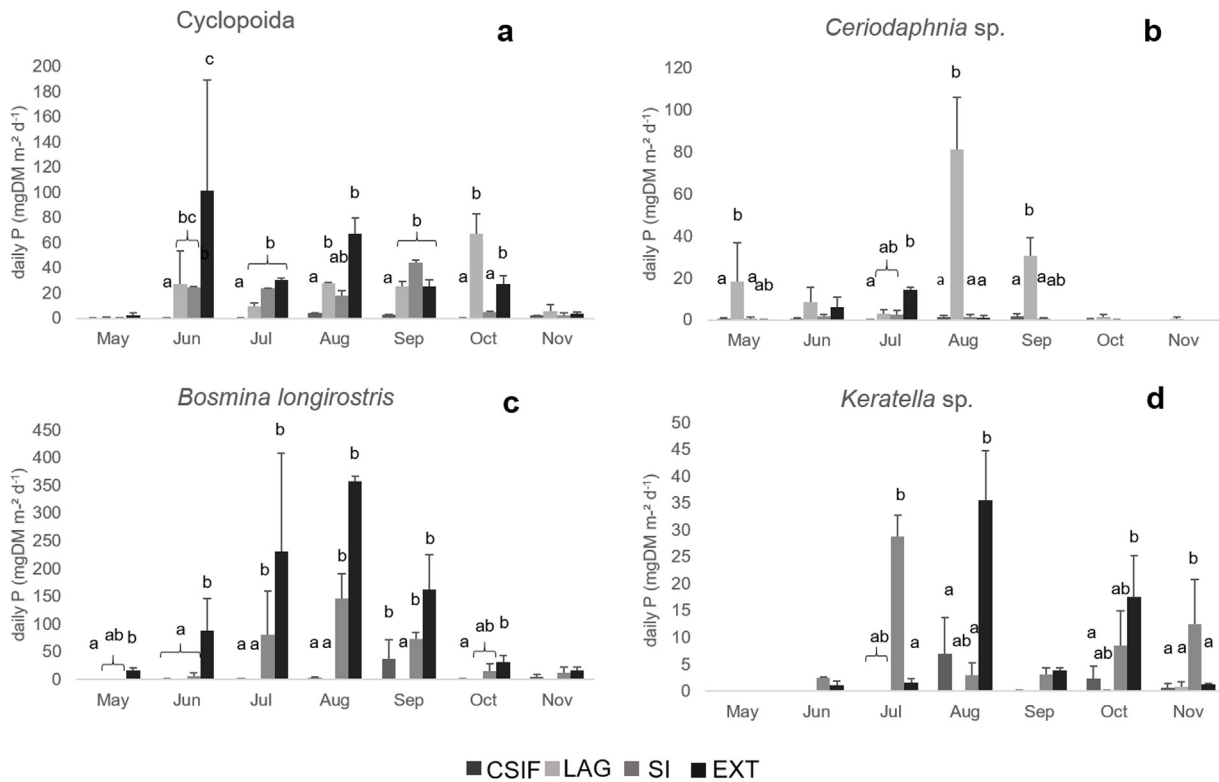 Cyclopoida
a
daily P (mgDM m-² d-1)
200
180
160
140
120
100
80
60
40
20
0
a bc b c
a b
a b ab b
a b
a b a b
May Jun Jul Aug Sep Oct Nov
Ceriodaphnia sp.
b
daily P (mgDM m-² d-1)
120
100
80
60
40
20
0
a b a ab
a ab b
a b a a
a b a ab
May Jun Jul Aug Sep Oct Nov
Bosmina longirostris
c
daily P (mgDM m-² d-1)
450
400
350
300
250
200
150
100
50
0
a ab b
a b
a a b b
a a b b
b a b b
a ab b
May Jun Jul Aug Sep Oct Nov
Keratella sp.
d
daily P (mgDM m-² d-1)
50
45
40
35
30
25
20
15
10
5
0
ab b a
a ab a b
a ab ab b
a a b a
May Jun Jul Aug Sep Oct Nov
CSIF LAG SI EXT